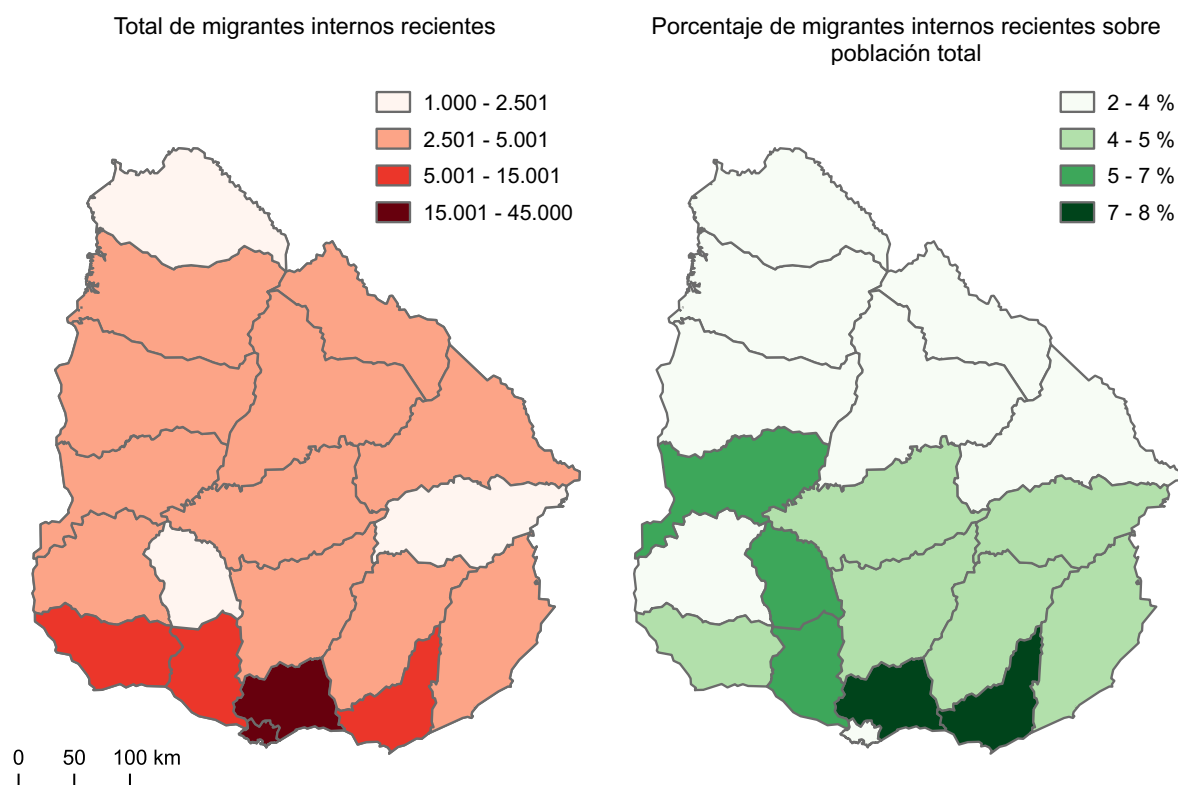 Total de migrantes internos recientes
1.000 - 2.501
2.501 - 5.001
5.001 - 15.001
15.001 - 45.000
0 50 100 km
Porcentaje de migrantes internos recientes sobre
población total
2 - 4 %
4 - 5 %
5 - 7 %
7 - 8 %